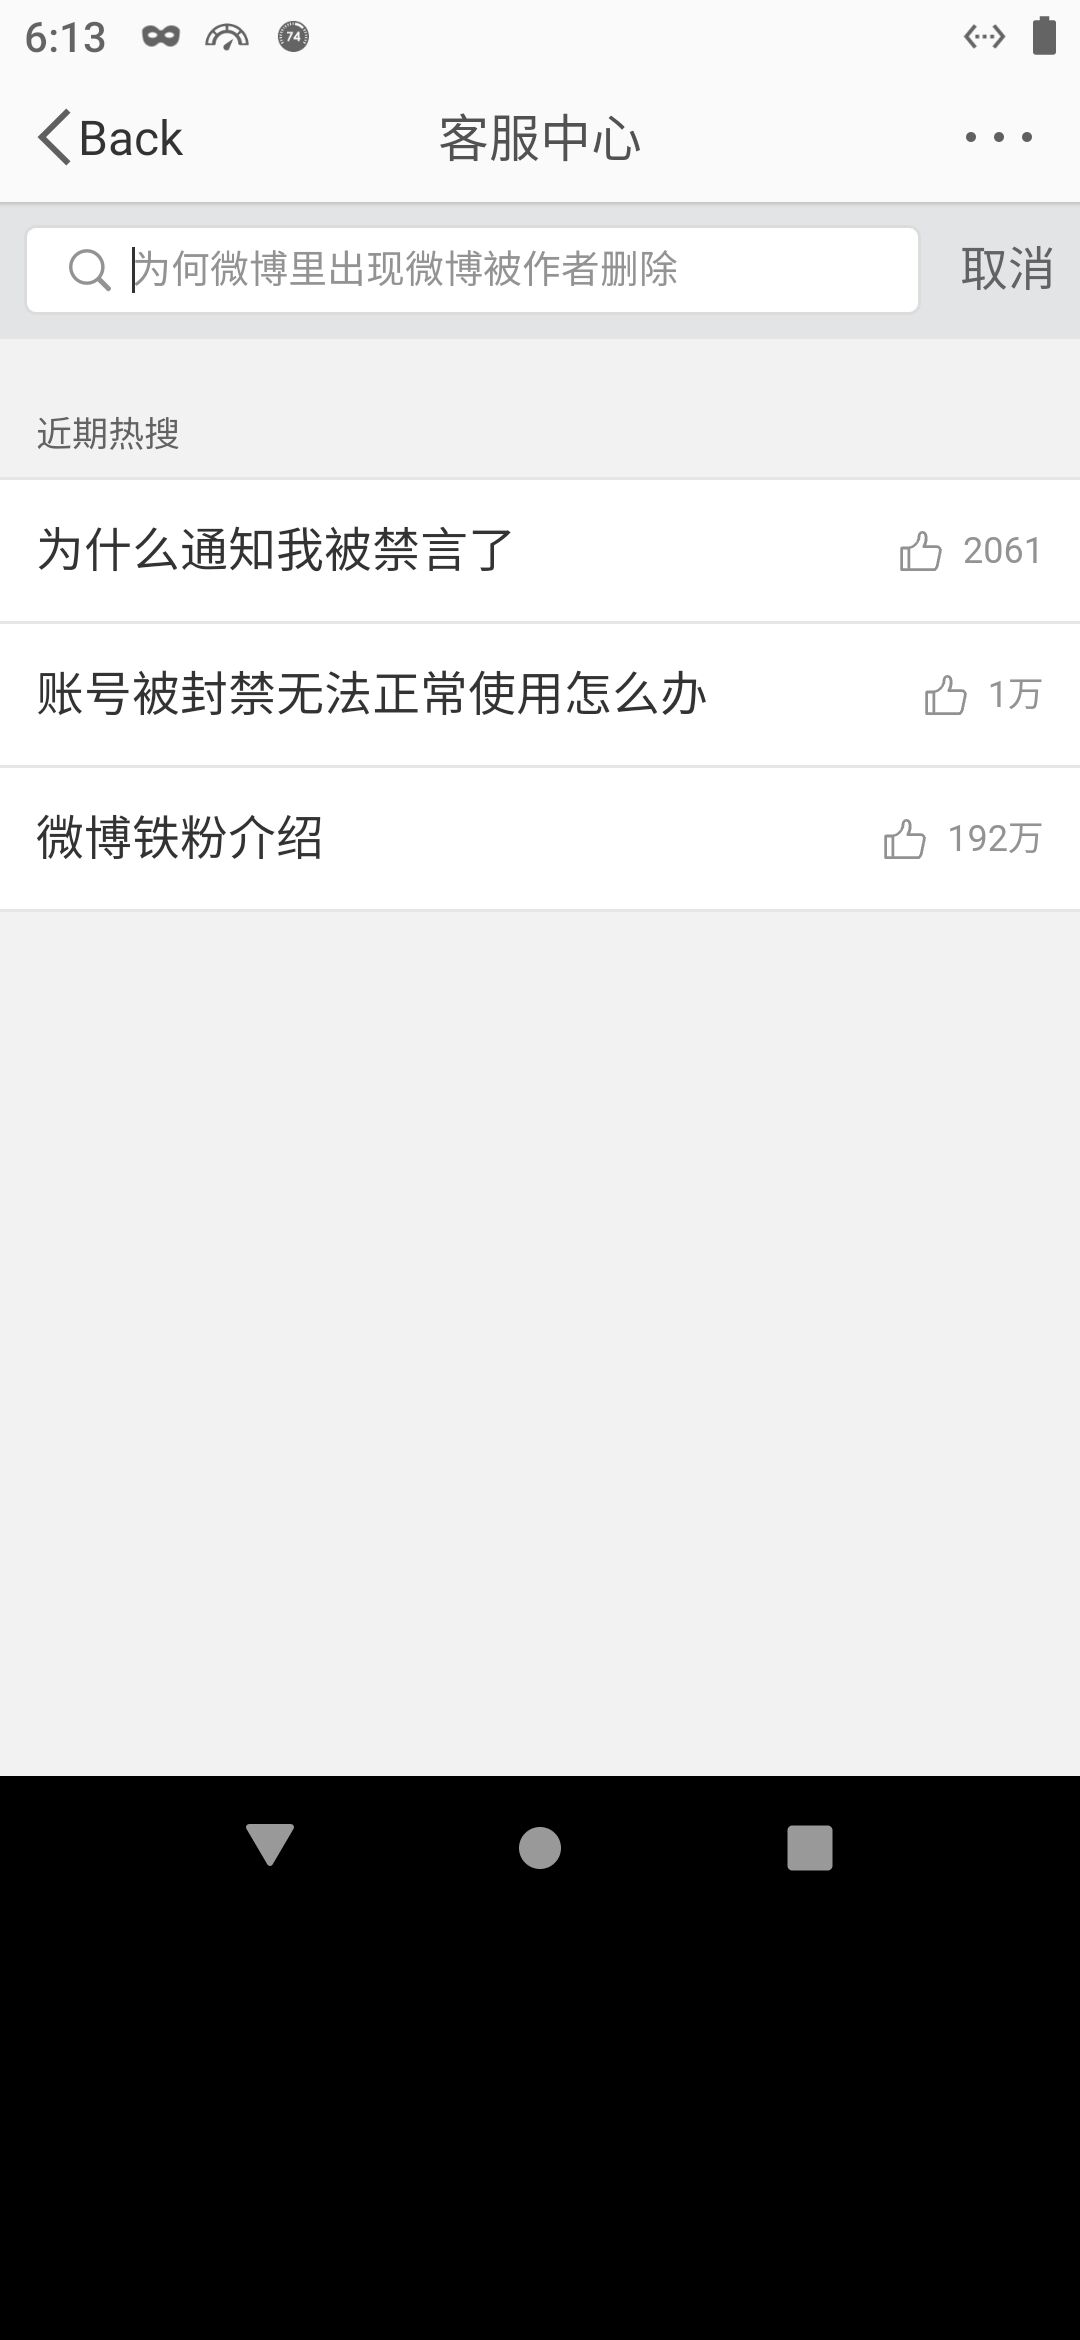 6:13
74
Back
客服中心
为何微博里出现微博被作者删除
取消
近期热搜
为什么通知我被禁言了 2061
账号被封禁无法正常使用怎么办 1万
微博铁粉介绍 192万